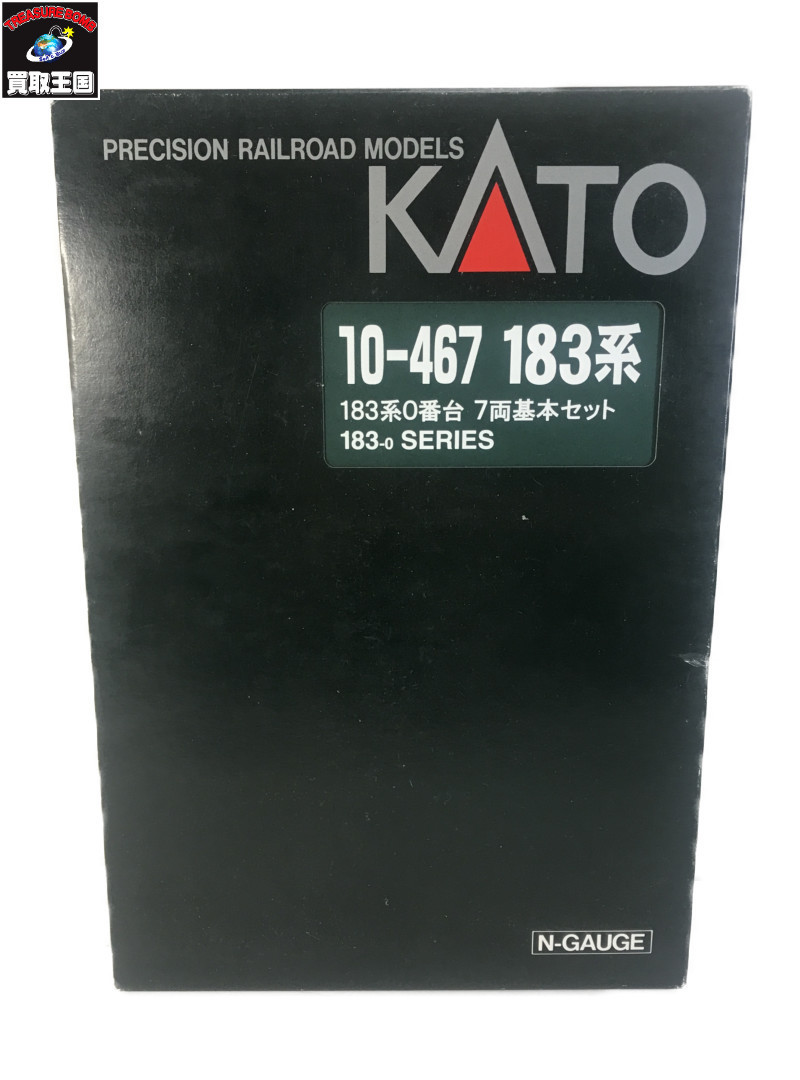 TREASURE BOMB
買取王国
PRECISION RAILROAD MODELS
KATO
10-467 183系
183系0番台 7両基本セット
183-0 SERIES
N-GAUGE